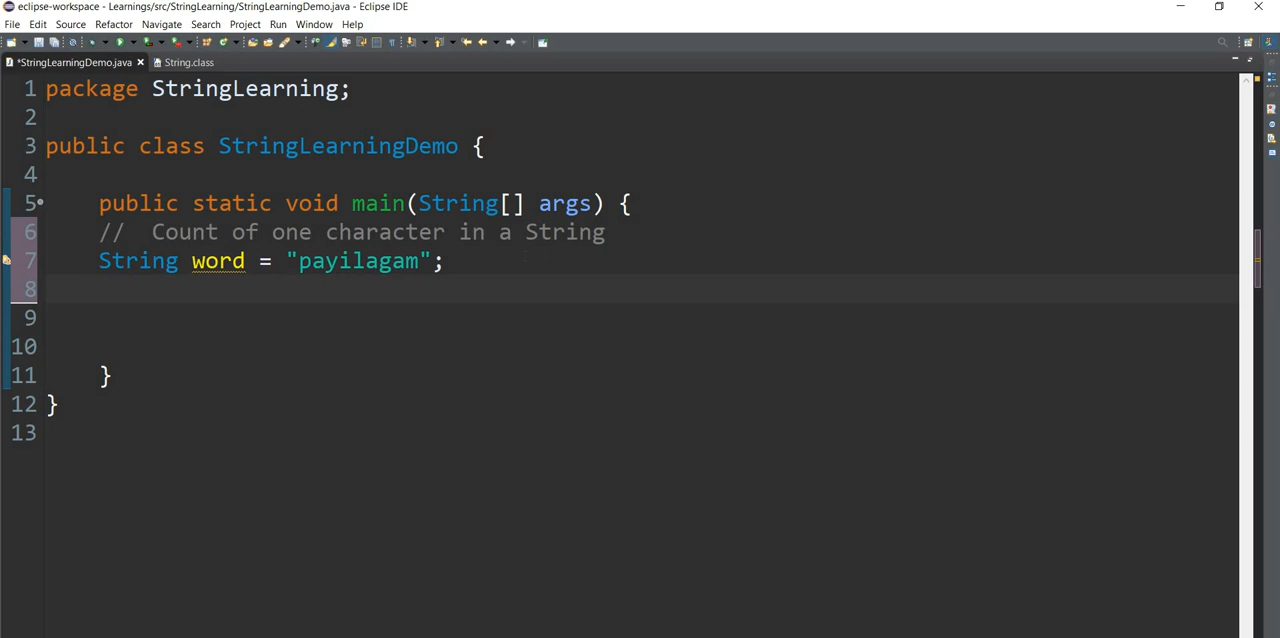 eclipse-workspace - Learnings/src/StringLearning/StringLearningDemo.java - Eclipse IDE
File Edit Source Refactor Navigate Search Project Run Window Help
*StringLearningDemo.java String.class
1 package StringLearning;
2
3 public class StringLearningDemo {
4
5 public static void main(String[] args) {
6 // Count of one character in a String
7 String word = "payilagam";
8
9
10
11 }
12 }
13